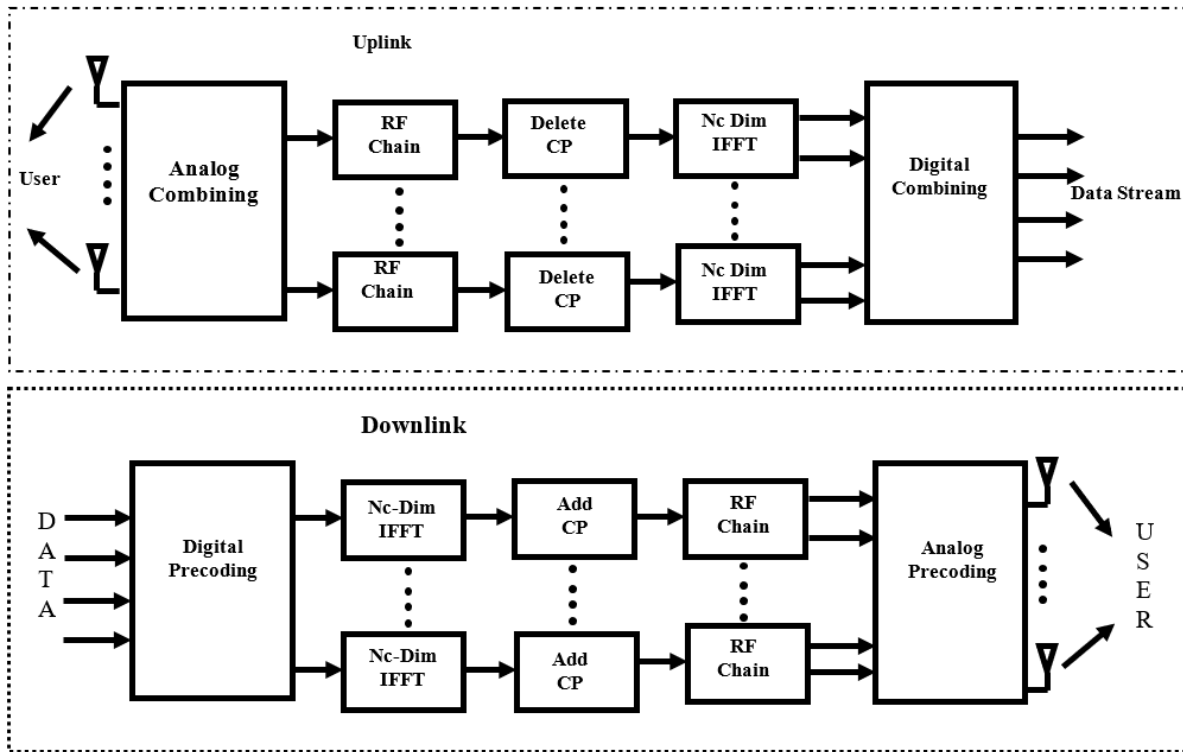 Uplink
User
Analog
Combining
RF
Chain
Delete
CP
Nc Dim
IFFT
RF
Chain
Delete
CP
Nc Dim
IFFT
Digital
Combining
Data Stream
Downlink
D
A
T
A
Digital
Precoding
Nc-Dim
IFFT
Add
CP
RF
Chain
Nc-Dim
IFFT
Add
CP
RF
Chain
Analog
Precoding
U
S
E
R